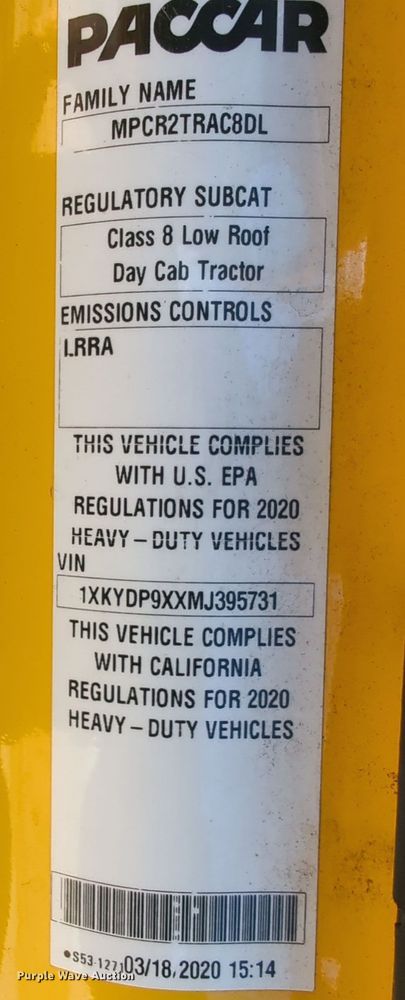 PACCAR
FAMILY NAME
MPCR2TRAC8DL
REGULATORY SUBCAT
Class 8 Low Roof
Day Cab Tractor
EMISSIONS CONTROLS
LRRA
THIS VEHICLE COMPLIES
WITH U.S. EPA
REGULATIONS FOR 2020
HEAVY – DUTY VEHICLES
VIN
1XKYDP9XXMJ395731
THIS VEHICLE COMPLIES
WITH CALIFORNIA
REGULATIONS FOR 2020
HEAVY – DUTY VEHICLES
●S53-1271 03/18/2020 15:14
Purple Wave Auction